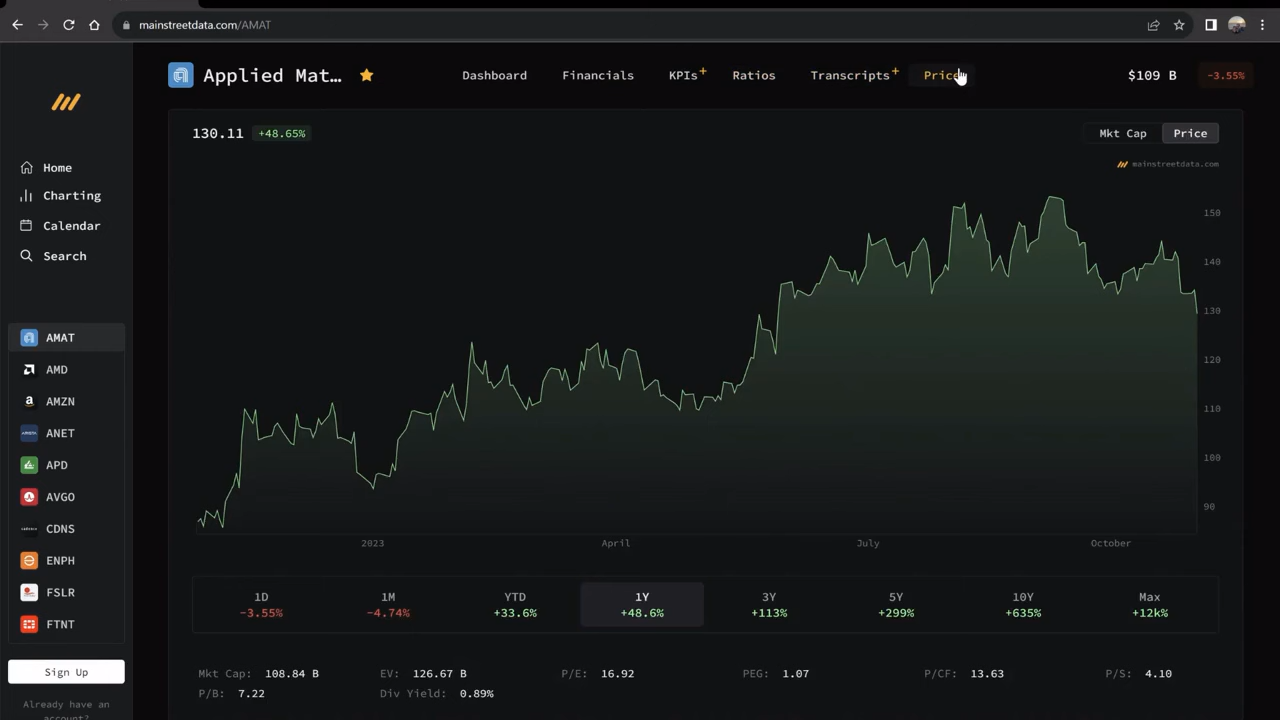 mainstreetdata.com/AMAT
Applied Mat…
Dashboard
Financials
KPIs+
Ratios
Transcripts+
Price
$109 B
-3.55%
Home
Charting
Calendar
Search
AMAT
AMD
AMZN
ANET
APD
AVGO
CDNS
ENPH
FSLR
FTNT
Sign Up
Already have an
account?
130.11 +48.65%
Mkt Cap
Price
mainstreetdata.com
150
140
130
120
110
100
90
2023
April
July
October
1D
-3.55%
1M
-4.74%
YTD
+33.6%
1Y
+48.6%
3Y
+113%
5Y
+299%
10Y
+635%
Max
+12k%
Mkt Cap: 108.84 B
EV: 126.67 B
P/E: 16.92
PEG: 1.07
P/CF: 13.63
P/S: 4.10
P/B: 7.22
Div Yield: 0.89%